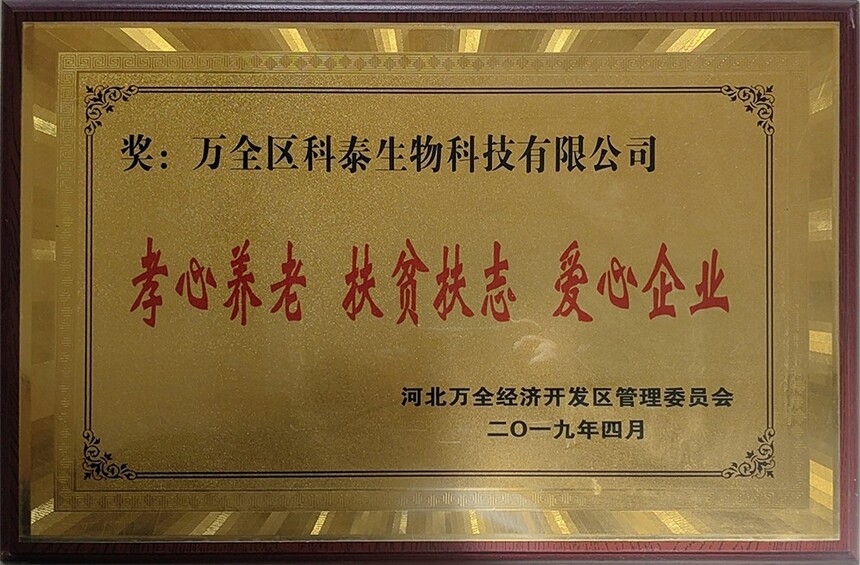 奖：万全区科泰生物科技有限公司
孝心养老 扶贫扶志 爱心企业
河北万全经济开发区管理委员会
二〇一九年四月